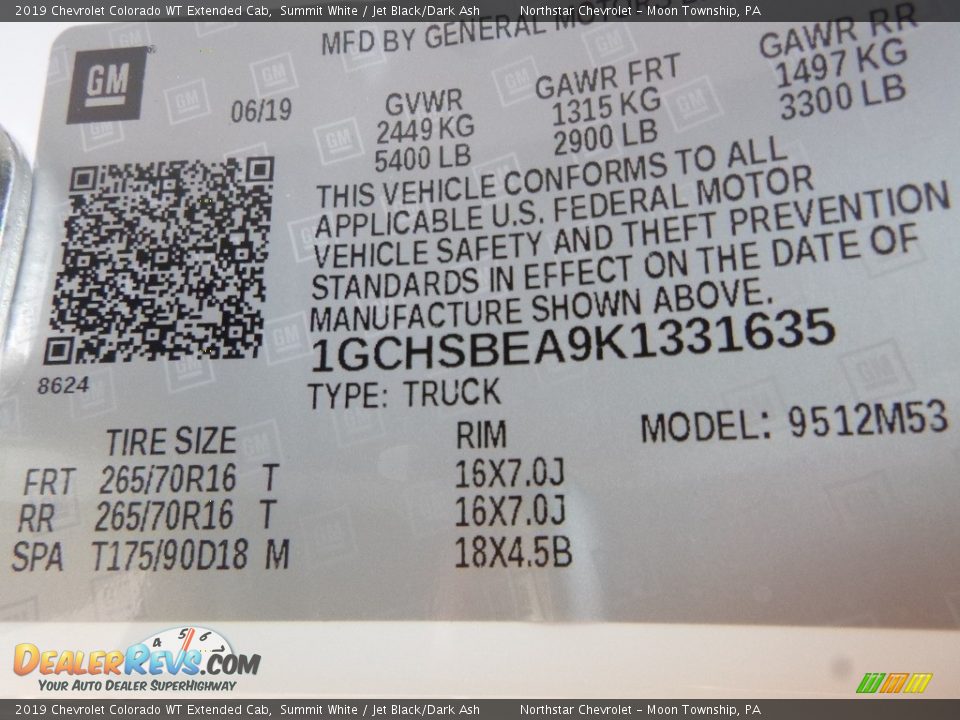 2019 Chevrolet Colorado WT Extended Cab, Summit White / Jet Black/Dark Ash Northstar Chevrolet – Moon Township, PA
MFD BY GENERAL MOTORS
GM
06/19
GVWR
2449 KG
5400 LB
GAWR FRT
1315 KG
2900 LB
GAWR RR
1497 KG
3300 LB
THIS VEHICLE CONFORMS TO ALL
APPLICABLE U.S. FEDERAL MOTOR
VEHICLE SAFETY AND THEFT PREVENTION
STANDARDS IN EFFECT ON THE DATE OF
MANUFACTURE SHOWN ABOVE.
1GCHSBEA9K1331635
8624
TYPE: TRUCK
MODEL: 9512M53
TIRE SIZE RIM
FRT 265/70R16 T 16X7.0J
RR 265/70R16 T 16X7.0J
SPA T175/90D18 M 18X4.5B
4 5 6
DEALERREVS.COM
YOUR AUTO DEALER SUPERHIGHWAY
2019 Chevrolet Colorado WT Extended Cab, Summit White / Jet Black/Dark Ash Northstar Chevrolet – Moon Township, PA